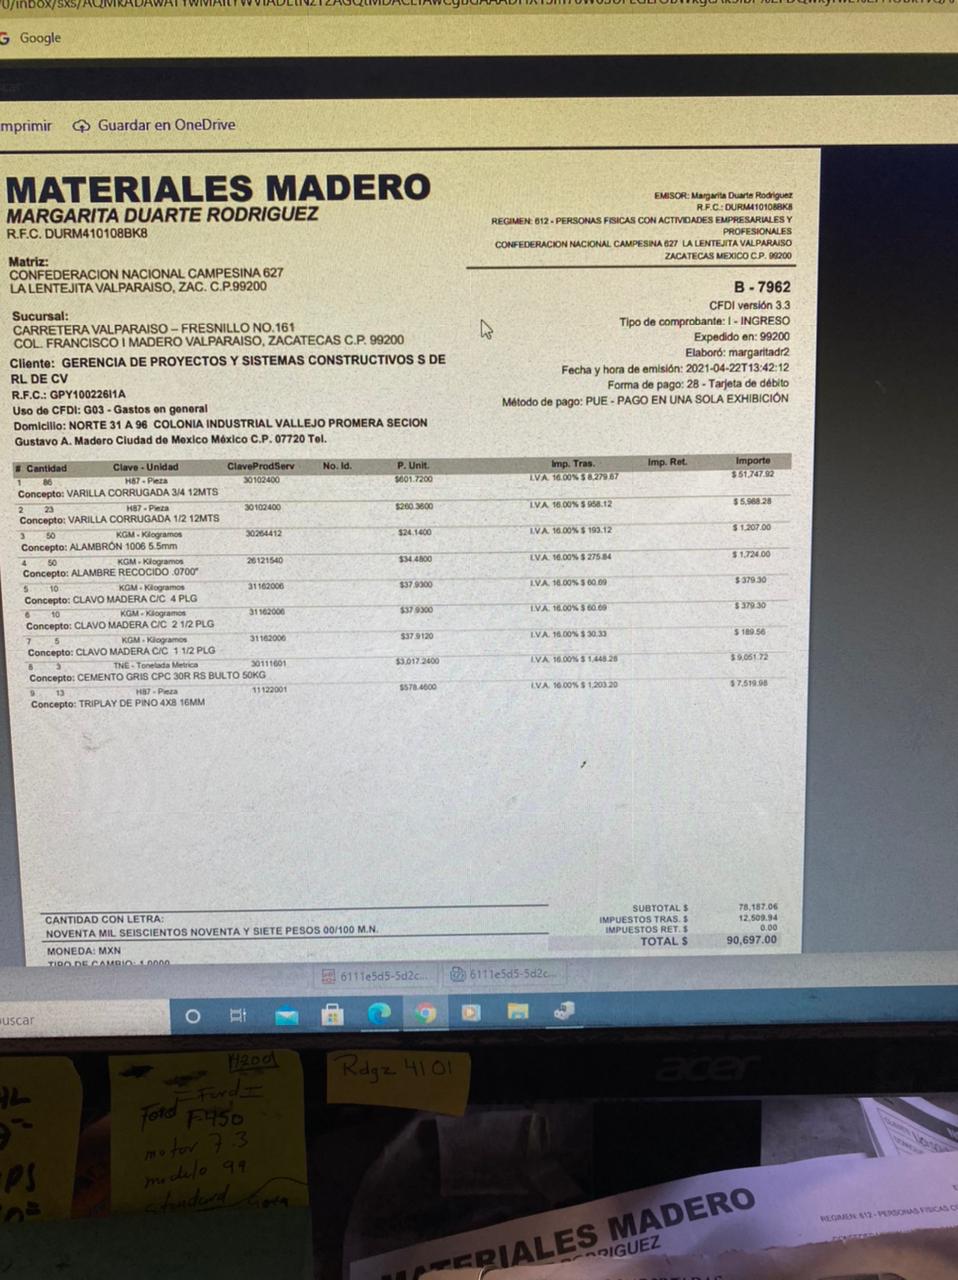 Google
mprimir Guardar en OneDrive
MATERIALES MADERO
MARGARITA DUARTE RODRIGUEZ
R.F.C. DURM410108BK8
EMISOR: Margarita Duarte Rodriguez
R.F.C.: DURM410108BK8
REGIMEN: 612 - PERSONAS FISICAS CON ACTIVIDADES EMPRESARIALES Y
PROFESIONALES
CONFEDERACION NACIONAL CAMPESINA 627 LA LENTEJITA VALPARAISO
ZACATECAS MEXICO C.P. 99200
Matriz:
CONFEDERACION NACIONAL CAMPESINA 627
LA LENTEJITA VALPARAISO, ZAC. C.P.99200
Sucursal:
CARRETERA VALPARAISO – FRESNILLO NO.161
COL. FRANCISCO I MADERO VALPARAISO, ZACATECAS C.P. 99200
Cliente: GERENCIA DE PROYECTOS Y SISTEMAS CONSTRUCTIVOS S DE
RL DE CV
R.F.C.: GPY100226I1A
Uso de CFDI: G03 - Gastos en general
Domicilio: NORTE 31 A 96 COLONIA INDUSTRIAL VALLEJO PROMERA SECION
Gustavo A. Madero Ciudad de Mexico México C.P. 07720 Tel.
B - 7962
CFDI versión 3.3
Tipo de comprobante: I - INGRESO
Expedido en: 99200
Elaboró: margaritadr2
Fecha y hora de emisión: 2021-04-22T13:42:12
Forma de pago: 28 - Tarjeta de débito
Método de pago: PUE - PAGO EN UNA SOLA EXHIBICIÓN
# Cantidad Clave - Unidad ClaveProdServ No. Id. P. Unit. Imp. Tras. Imp. Ret. Importe
1 86 H87 - Pieza 30102400 $601.7200 I.V.A. 16.00% $ 8,279.67 $ 51,747.92
Concepto: VARILLA CORRUGADA 3/4 12MTS
2 23 H87 - Pieza 30102400 $260.3600 I.V.A. 16.00% $ 958.12 $ 5,988.28
Concepto: VARILLA CORRUGADA 1/2 12MTS
3 50 KGM - Kilogramos 30264412 $24.1400 I.V.A. 16.00% $ 193.12 $ 1,207.00
Concepto: ALAMBRÓN 1006 5.5mm
4 50 KGM - Kilogramos 26121540 $34.4800 I.V.A. 16.00% $ 275.84 $ 1,724.00
Concepto: ALAMBRE RECOCIDO .0700"
5 10 KGM - Kilogramos 31162006 $37.9300 I.V.A. 16.00% $ 60.69 $ 379.30
Concepto: CLAVO MADERA C/C 4 PLG
6 10 KGM - Kilogramos 31162006 $37.9300 I.V.A. 16.00% $ 60.69 $ 379.30
Concepto: CLAVO MADERA C/C 2 1/2 PLG
7 5 KGM - Kilogramos 31162006 $37.9120 I.V.A. 16.00% $ 30.33 $ 189.56
Concepto: CLAVO MADERA C/C 1 1/2 PLG
8 3 TNE - Tonelada Metrica 30111601 $3,017.2400 I.V.A. 16.00% $ 1,448.28 $ 9,051.72
Concepto: CEMENTO GRIS CPC 30R RS BULTO 50KG
9 13 H87 - Pieza 11122001 $578.4600 I.V.A. 16.00% $ 1,203.20 $ 7,519.98
Concepto: TRIPLAY DE PINO 4X8 16MM
CANTIDAD CON LETRA:
NOVENTA MIL SEISCIENTOS NOVENTA Y SIETE PESOS 00/100 M.N.
MONEDA: MXN
TIPO DE CAMBIO: 1.0000
SUBTOTAL $ 78,187.06
IMPUESTOS TRAS. $ 12,509.94
IMPUESTOS RET. $ 0.00
TOTAL $ 90,697.00
6111e5d5-5d2c... 6111e5d5-5d2c...
uscar
acer
Rdgz 4101
Ford F450
motor 7.3
modelo 99
standard
MATERIALES MADERO
REGIMEN: 612 - PERSONAS FISICAS